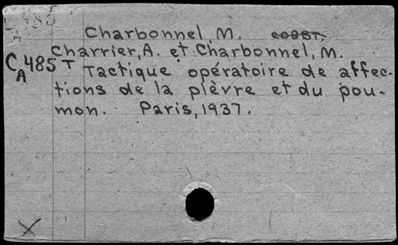 Charbonnel, M.
Charrier, A. et Charbonnel, M.
CA485T Tactique opératoire de affec-
tions de la plèvre et du pou-
mon. Paris, 1937.
X